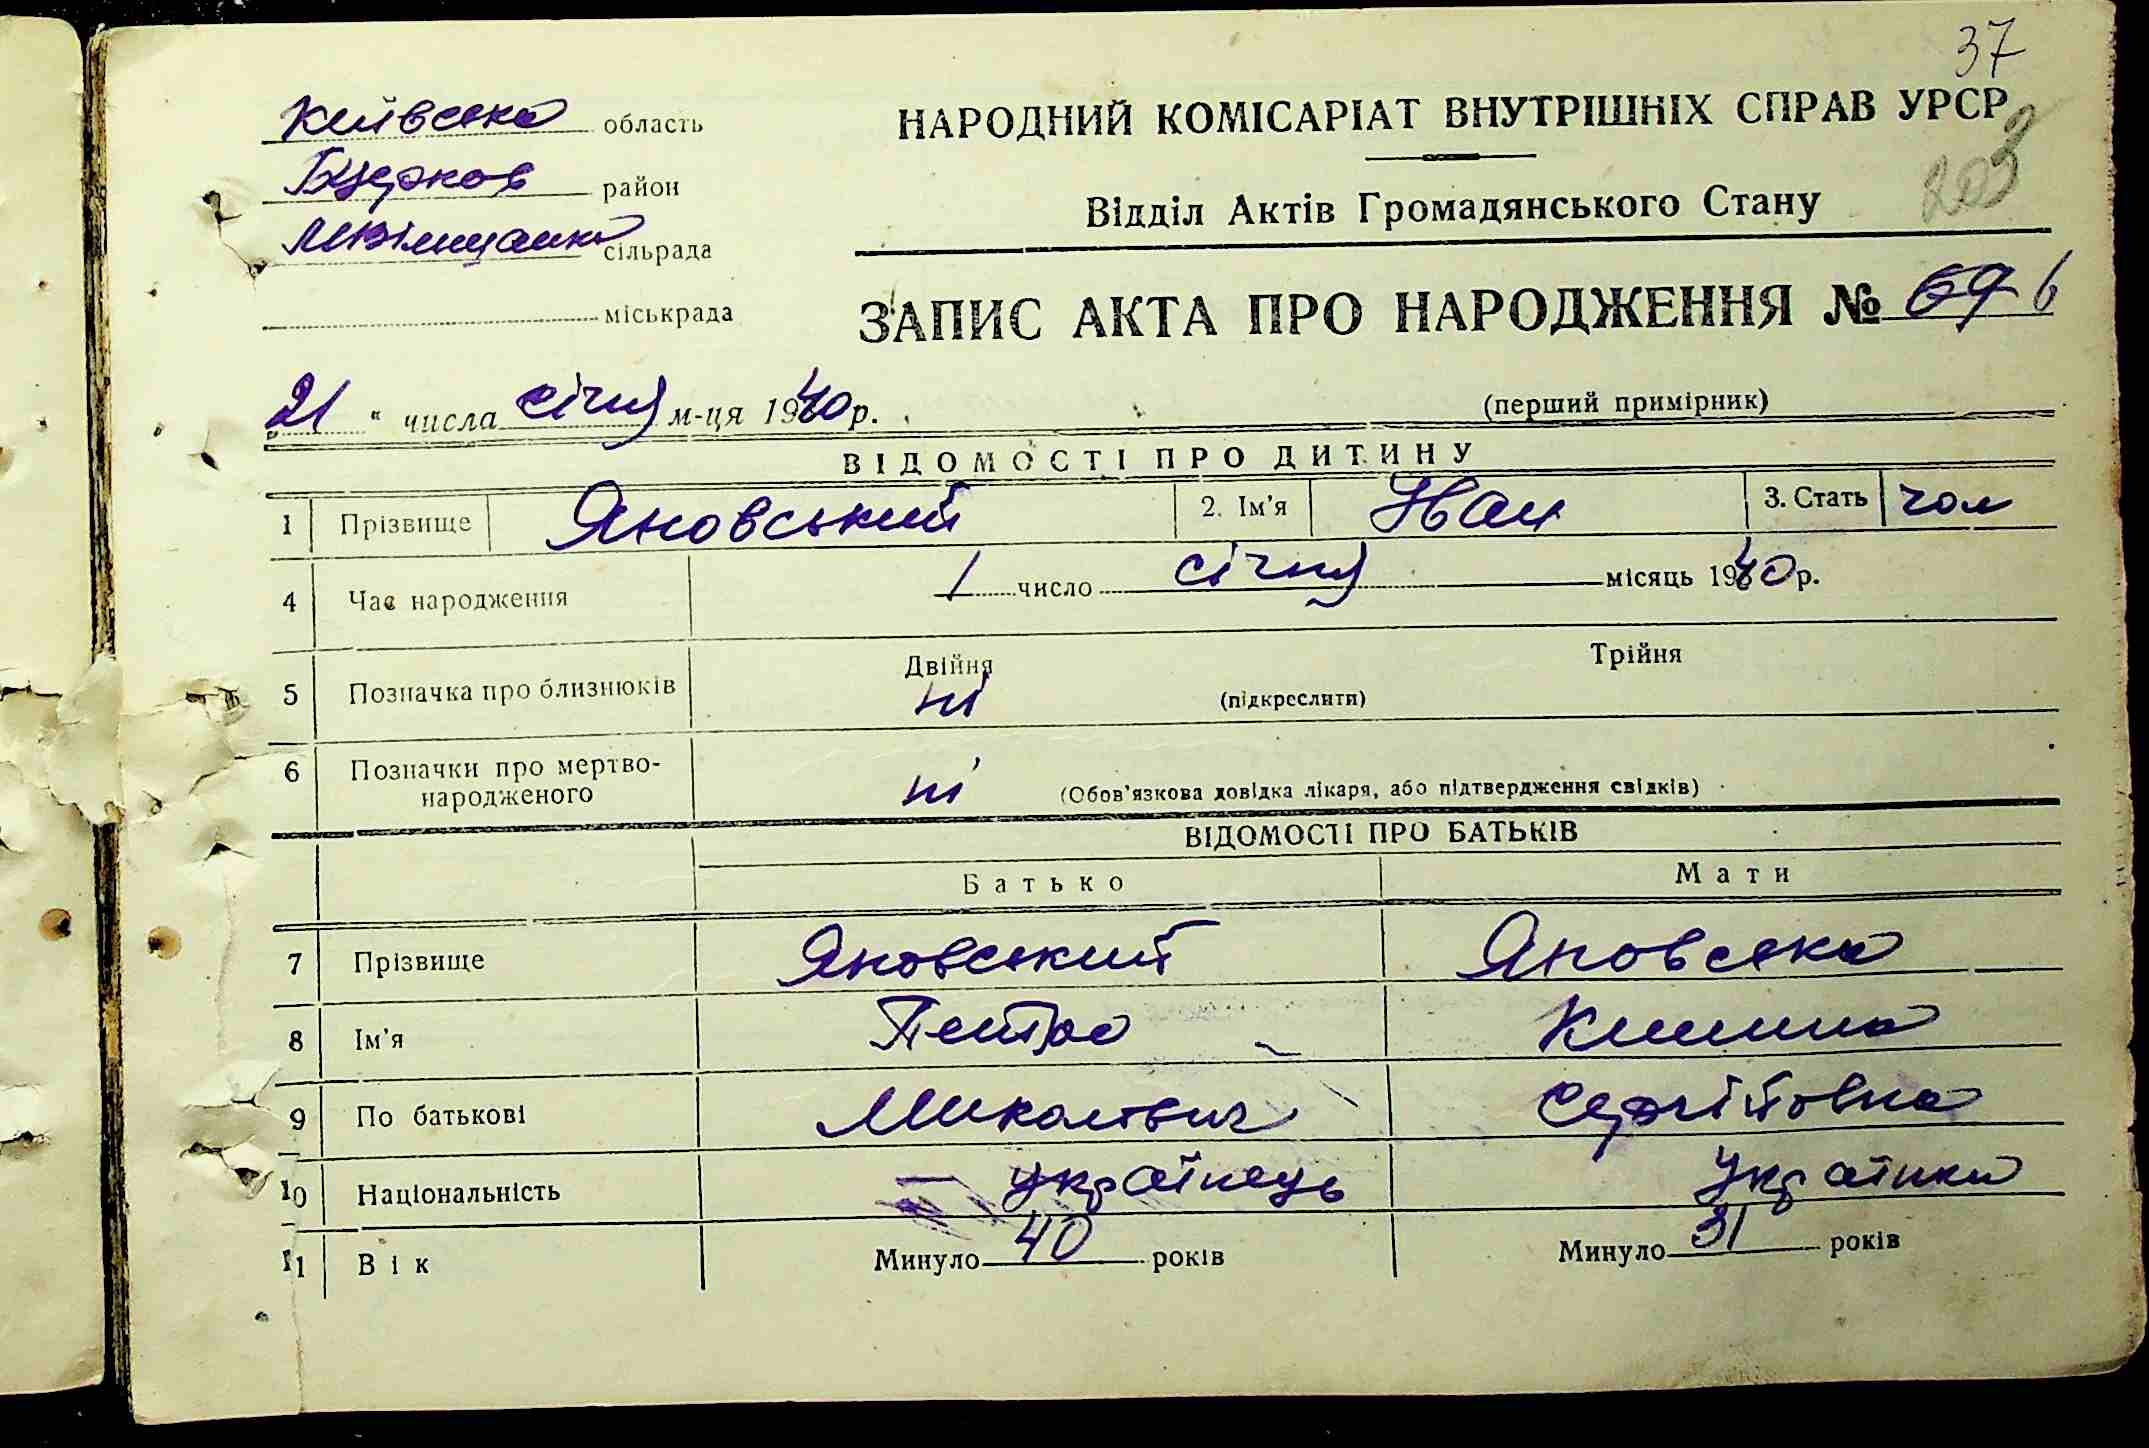 37
Київська область
НАРОДНИЙ КОМІСАРІАТ ВНУТРІШНІХ СПРАВ УРСР
203
Бцерков район
Відділ Актів Громадянського Стану
сільрада
міськрада
ЗАПИС АКТА ПРО НАРОДЖЕННЯ № 6
„21" числа січня м-ця 1940 р.
(перший примірник)
ВІДОМОСТІ ПРО ДИТИНУ
1 Прізвище Яновський 2. Ім'я Іван 3. Стать чол
4 Час народження 1 число січня місяць 1940 р.
5 Позначка про близнюків Двійня ні (підкреслити) Трійня
6 Позначки про мертво-
народженого ні (Обов'язкова довідка лікаря, або підтвердження свідків)
ВІДОМОСТІ ПРО БАТЬКІВ
Батько Мати
7 Прізвище Яновський Яновська
8 Ім'я Петро
9 По батькові Миколович Сергіївна
10 Національність українець українка
11 Вік Минуло 40 років Минуло 31 років